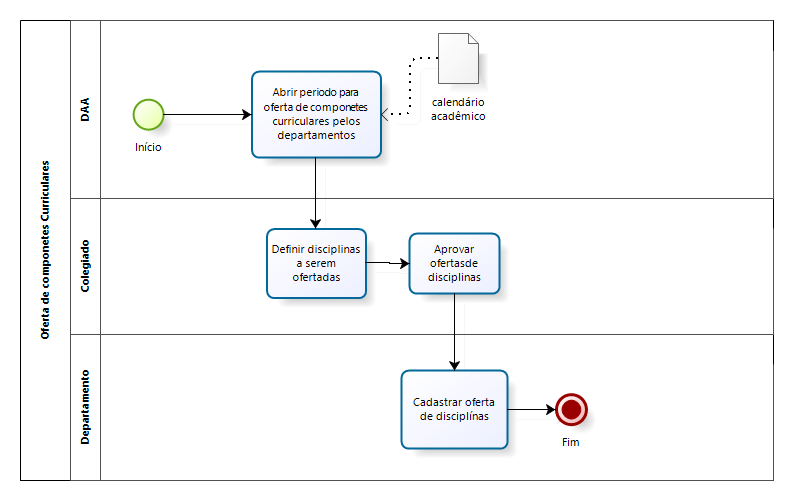 Oferta de componetes Curriculares
DAA
Início
Abrir periodo para
oferta de componetes
curriculares pelos
departamentos
calendário
acadêmico
Colegiado
Definir disciplinas
a serem
ofertadas
Aprovar
ofertasde
disciplinas
Departamento
Cadastrar oferta
de disciplínas
Fim